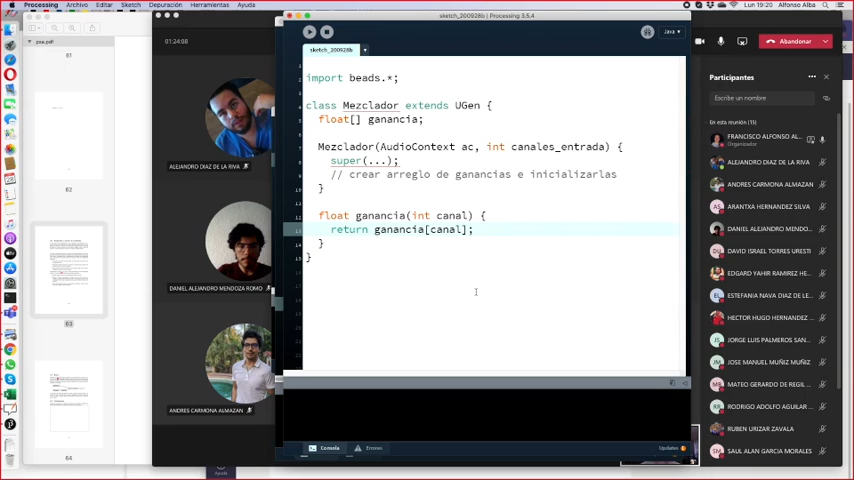 Processing Archivo Editar Sketch Depuración Herramientas Ayuda
Lun 19:20 Alfonso Alba
psa.pdf
61
62
63
64
01:24:08
ALEJANDRO DIAZ DE LA RIVA
DANIEL ALEJANDRO MENDOZA ROMO
ANDRES CARMONA ALMAZAN
Ayuda
sketch_200928b | Processing 3.5.4
Java
sketch_200928b
1
import beads.*;
class Mezclador extends UGen {
float[] ganancia;
Mezclador(AudioContext ac, int canales_entrada) {
super(...);
// crear arreglo de ganancias e inicializarlas
}
float ganancia(int canal) {
return ganancia[canal];
}
}
Consola Errores
Updates
Abandonar
Participantes
Escribe un nombre
En esta reunión (15)
FRANCISCO ALFONSO AL...
Organizador
ALEJANDRO DIAZ DE LA RIVA
ANDRES CARMONA ALMAZAN
ARANTXA HERNANDEZ SILVA
DANIEL ALEJANDRO MENDO...
DAVID ISRAEL TORRES URESTI
EDGARD YAHIR RAMIREZ HE...
ESTEFANIA NAVA DIAZ DE LE...
HECTOR HUGO HERNANDEZ ...
JORGE LUIS PALMEROS SAN...
JOSE MANUEL MUÑIZ MUÑIZ
MATEO GERARDO DE REGIL ...
RODRIGO ADOLFO AGUILAR ...
RUBEN URIZAR ZAVALA
SAUL ALAN GARCIA MORALES